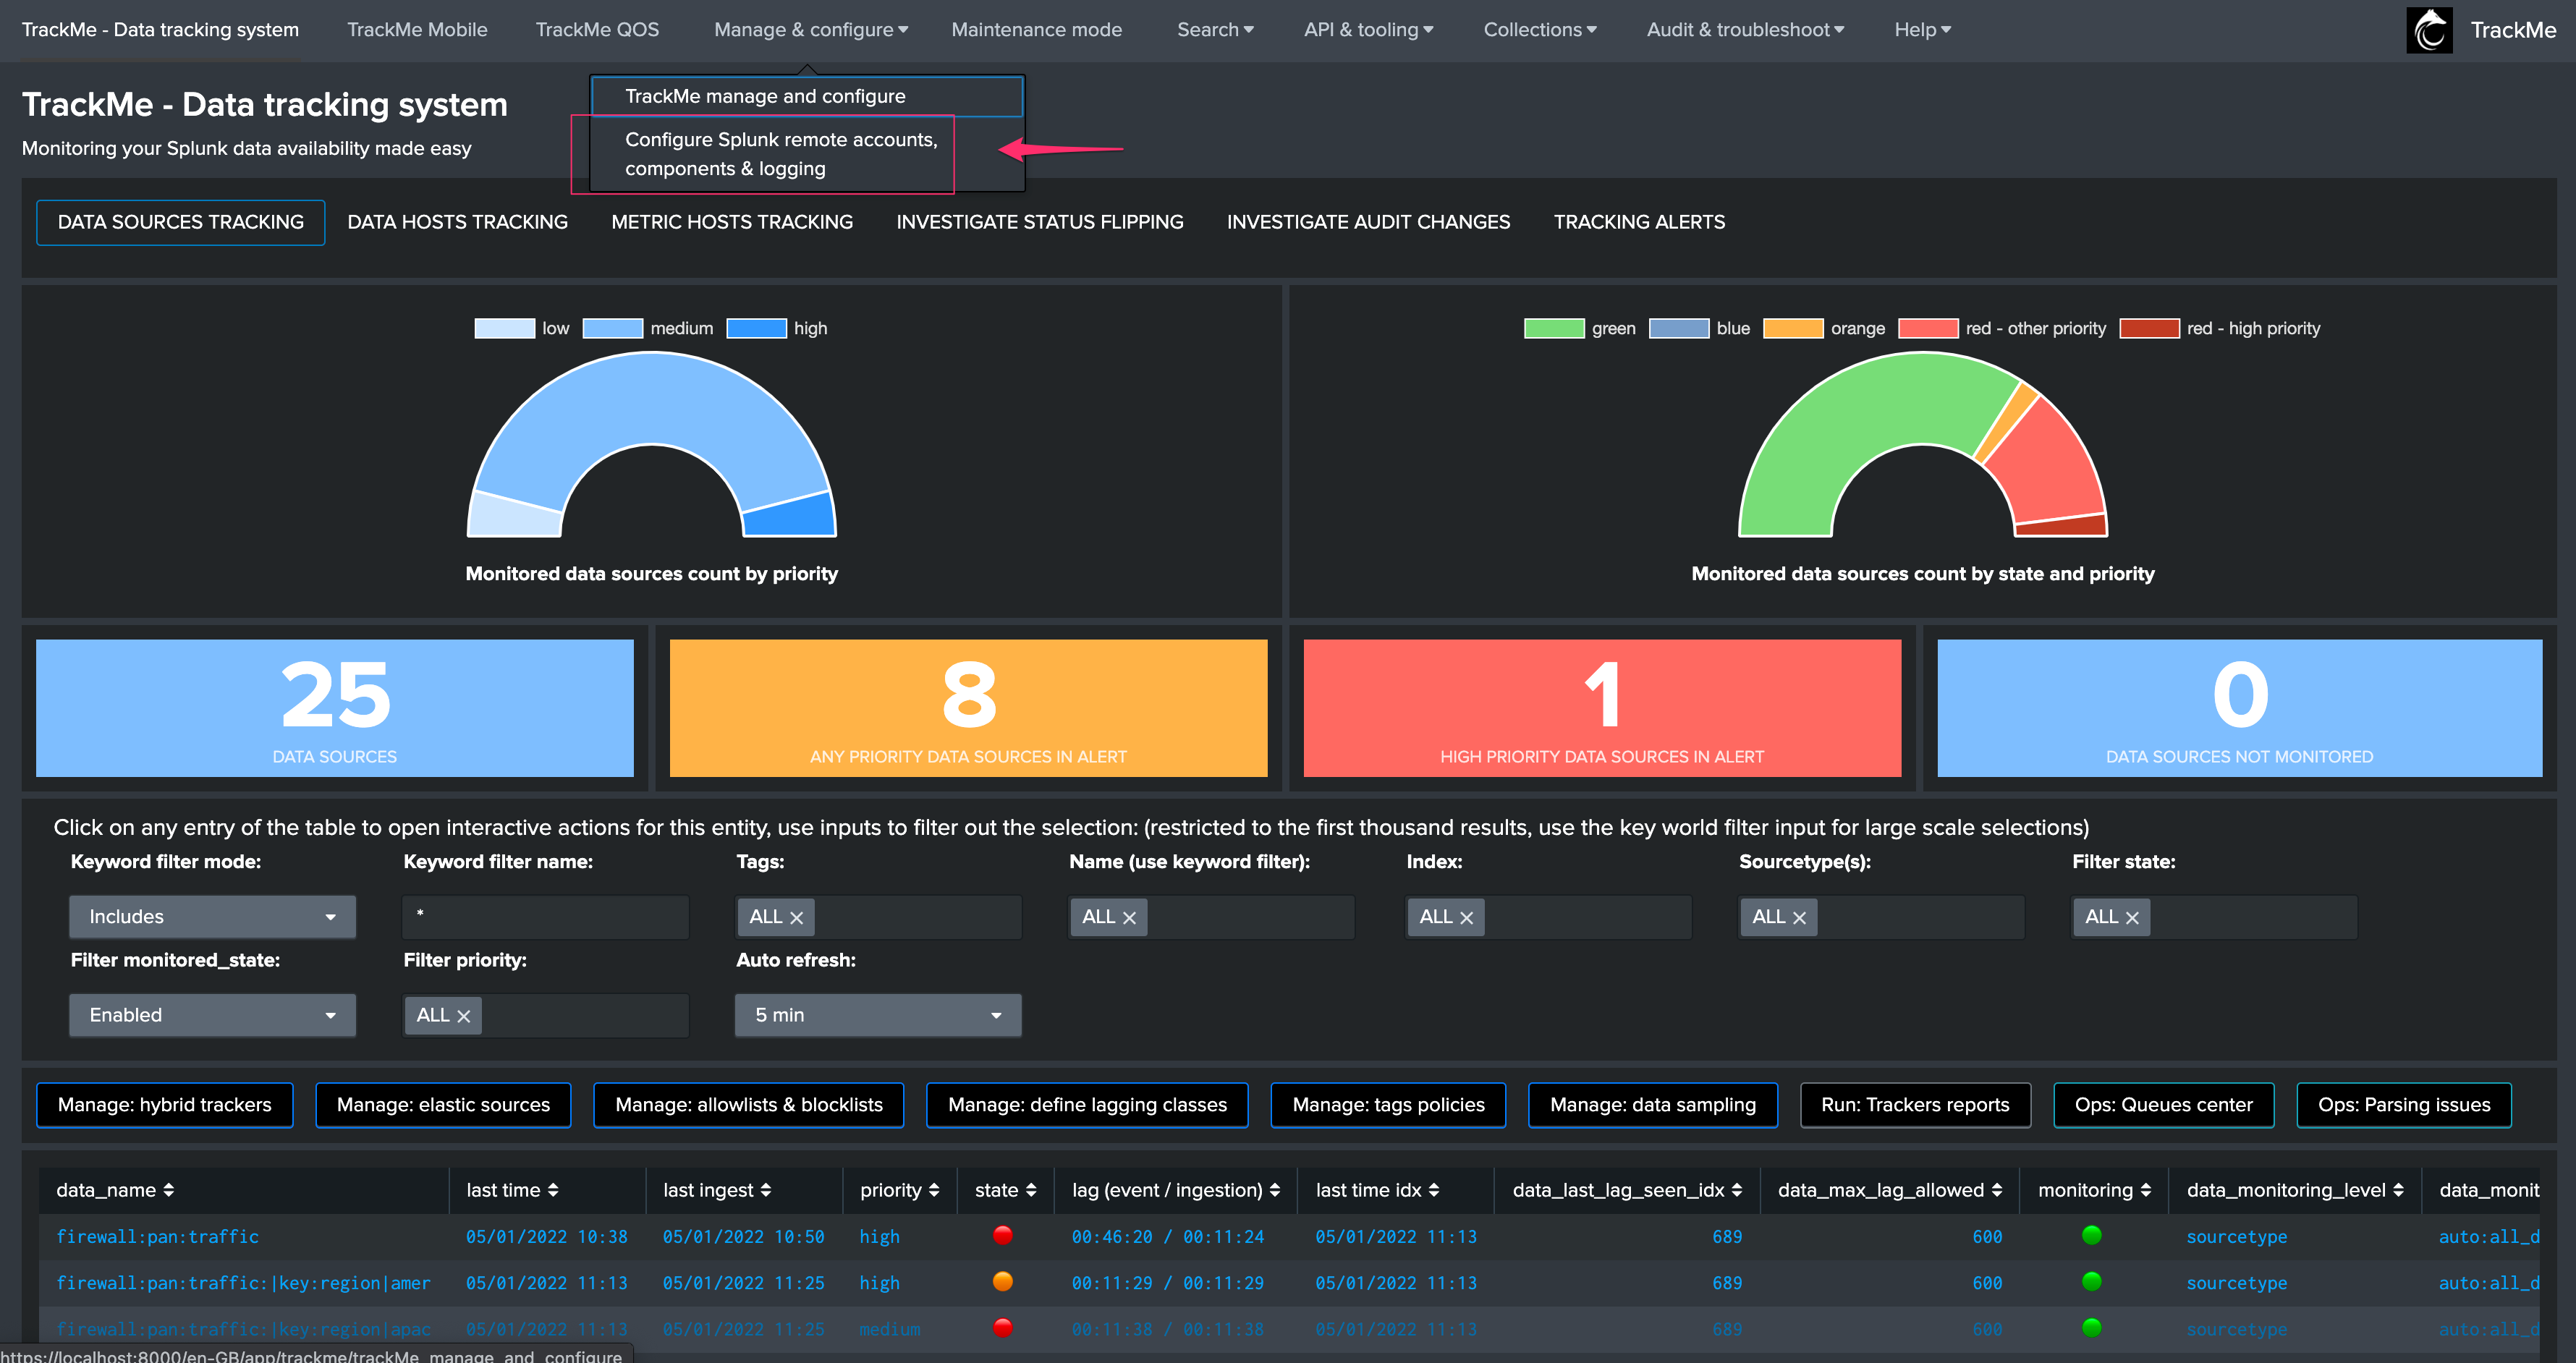 TrackMe - Data tracking system TrackMe Mobile TrackMe QOS Manage & configure Maintenance mode Search API & tooling Collections Audit & troubleshoot Help TrackMe
TrackMe manage and configure
Configure Splunk remote accounts,
components & logging
TrackMe - Data tracking system
Monitoring your Splunk data availability made easy
DATA SOURCES TRACKING DATA HOSTS TRACKING METRIC HOSTS TRACKING INVESTIGATE STATUS FLIPPING INVESTIGATE AUDIT CHANGES TRACKING ALERTS
low medium high
Monitored data sources count by priority
green blue orange red - other priority red - high priority
Monitored data sources count by state and priority
25
DATA SOURCES
8
ANY PRIORITY DATA SOURCES IN ALERT
1
HIGH PRIORITY DATA SOURCES IN ALERT
0
DATA SOURCES NOT MONITORED
Click on any entry of the table to open interactive actions for this entity, use inputs to filter out the selection: (restricted to the first thousand results, use the key world filter input for large scale selections)
Keyword filter mode: Keyword filter name: Tags: Name (use keyword filter): Index: Sourcetype(s): Filter state:
Includes * ALL ALL ALL ALL ALL
Filter monitored_state: Filter priority: Auto refresh:
Enabled ALL 5 min
Manage: hybrid trackers Manage: elastic sources Manage: allowlists & blocklists Manage: define lagging classes Manage: tags policies Manage: data sampling Run: Trackers reports Ops: Queues center Ops: Parsing issues
data_name last time last ingest priority state lag (event / ingestion) last time idx data_last_lag_seen_idx data_max_lag_allowed monitoring data_monitoring_level data_monit
firewall:pan:traffic 05/01/2022 10:38 05/01/2022 10:50 high 00:46:20 / 00:11:24 05/01/2022 11:13 689 600 sourcetype auto:all_d
firewall:pan:traffic:|key:region|amer 05/01/2022 11:13 05/01/2022 11:25 high 00:11:29 / 00:11:29 05/01/2022 11:13 689 600 sourcetype auto:all_d
firewall:pan:traffic:|key:region|apac 05/01/2022 11:13 05/01/2022 11:25 medium 00:11:38 / 00:11:38 05/01/2022 11:13 689 600 sourcetype auto:all_d
https://localhost:8000/en-GB/app/trackme/trackMe_manage_and_configure